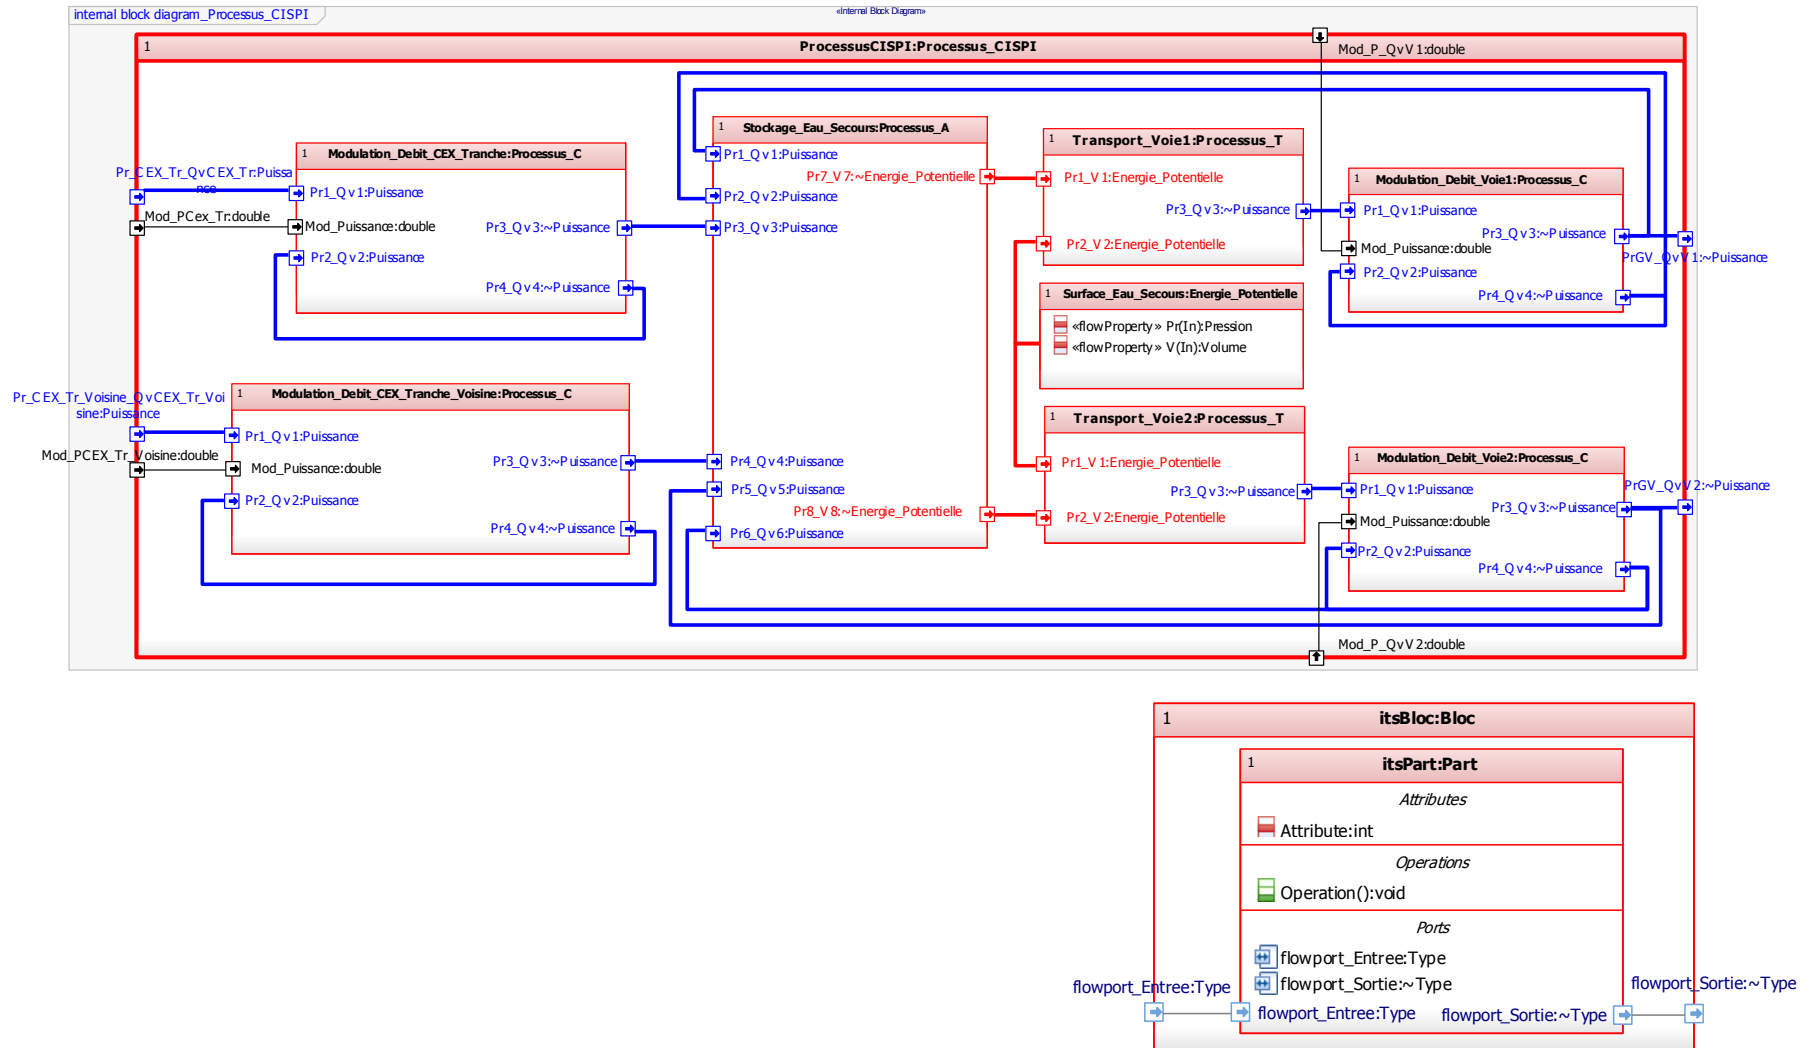 internal block diagram_Processus_CISPI
«Internal Block Diagram»
1
ProcessusCISPI:Processus_CISPI
Mod_P_QvV1:double
Pr_CEX_Tr_QvCEX_Tr:Puissa
nce
Mod_PCex_Tr:double
1
Modulation_Debit_CEX_Tranche:Processus_C
Pr1_Qv1:Puissance
Mod_Puissance:double
Pr2_Qv2:Puissance
Pr3_Qv3:~Puissance
Pr4_Qv4:~Puissance
1
Stockage_Eau_Secours:Processus_A
Pr1_Qv1:Puissance
Pr7_V7:~Energie_Potentielle
Pr2_Qv2:Puissance
Pr3_Qv3:Puissance
Pr4_Qv4:Puissance
Pr5_Qv5:Puissance
Pr8_V8:~Energie_Potentielle
Pr6_Qv6:Puissance
1
Transport_Voie1:Processus_T
Pr1_V1:Energie_Potentielle
Pr3_Qv3:~Puissance
Pr2_V2:Energie_Potentielle
1
Surface_Eau_Secours:Energie_Potentielle
«flowProperty» Pr(In):Pression
«flowProperty» V(In):Volume
1
Modulation_Debit_Voie1:Processus_C
Pr1_Qv1:Puissance
Pr3_Qv3:~Puissance
Mod_Puissance:double
Pr2_Qv2:Puissance
Pr4_Qv4:~Puissance
PrGV_QvV1:~Puissance
Pr_CEX_Tr_Voisine_QvCEX_Tr_Voi
sine:Puissance
Mod_PCEX_Tr_Voisine:double
1
Modulation_Debit_CEX_Tranche_Voisine:Processus_C
Pr1_Qv1:Puissance
Mod_Puissance:double
Pr2_Qv2:Puissance
Pr3_Qv3:~Puissance
Pr4_Qv4:~Puissance
1
Transport_Voie2:Processus_T
Pr1_V1:Energie_Potentielle
Pr3_Qv3:~Puissance
Pr2_V2:Energie_Potentielle
1
Modulation_Debit_Voie2:Processus_C
Pr1_Qv1:Puissance
Pr3_Qv3:~Puissance
Mod_Puissance:double
Pr2_Qv2:Puissance
Pr4_Qv4:~Puissance
PrGV_QvV2:~Puissance
Mod_P_QvV2:double
1
itsBloc:Bloc
1
itsPart:Part
Attributes
Attribute:int
Operations
Operation():void
Ports
flowport_Entree:Type
flowport_Sortie:~Type
flowport_Entree:Type
flowport_Entree:Type
flowport_Sortie:~Type
flowport_Sortie:~Type